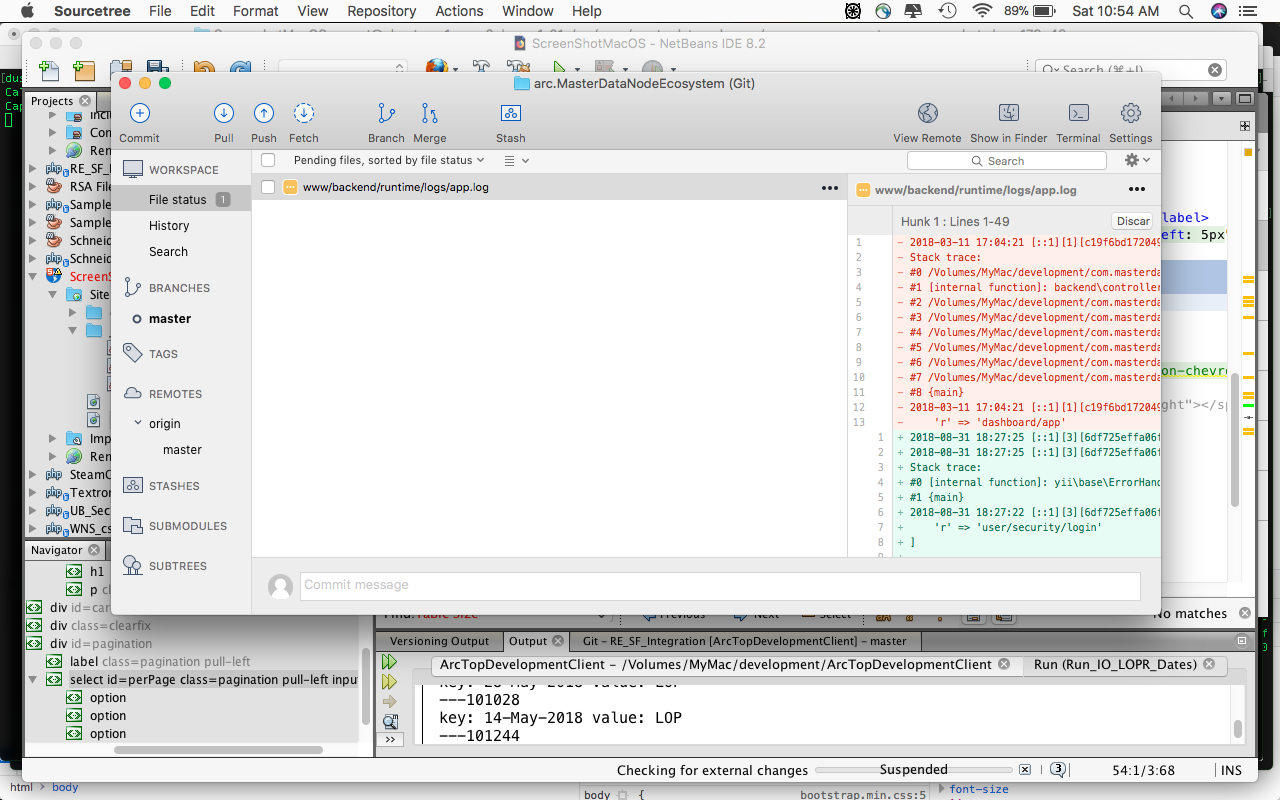 Sourcetree File Edit Format View Repository Actions Window Help 89% Sat 10:54 AM
ScreenShotMacOS - NetBeans IDE 8.2
Search (⌘+I)
arc.MasterDataNodeEcosystem (Git)
Commit Pull Push Fetch Branch Merge Stash View Remote Show in Finder Terminal Settings
Projects
Con
Ren
RE_SF_
RSA File
Sample
Sample
Schneid
Schneid
ScreenS
Site
Imp
Ren
SteamC
Textron
UB_Sec
WNS_cs
WORKSPACE
File status 1
History
Search
BRANCHES
master
TAGS
REMOTES
origin
master
STASHES
SUBMODULES
SUBTREES
Pending files, sorted by file status
Search
www/backend/runtime/logs/app.log
www/backend/runtime/logs/app.log
Hunk 1 : Lines 1-49 Discar
1 - 2018-03-11 17:04:21 [::1][1][c19f6bd172049
2 - Stack trace:
3 - #0 /Volumes/MyMac/development/com.masterda
4 - #1 [internal function]: backend\controller
5 - #2 /Volumes/MyMac/development/com.masterda
6 - #3 /Volumes/MyMac/development/com.masterda
7 - #4 /Volumes/MyMac/development/com.masterda
8 - #5 /Volumes/MyMac/development/com.masterda
9 - #6 /Volumes/MyMac/development/com.masterda
10 - #7 /Volumes/MyMac/development/com.masterda
11 - #8 {main}
12 - 2018-03-11 17:04:21 [::1][1][c19f6bd172049
13 - 'r' => 'dashboard/app'
1 + 2018-08-31 18:27:25 [::1][3][6df725effa06f
2 + 2018-08-31 18:27:25 [::1][3][6df725effa06f
3 + Stack trace:
4 + #0 [internal function]: yii\base\ErrorHand
5 + #1 {main}
6 + 2018-08-31 18:27:22 [::1][3][6df725effa06f
7 + 'r' => 'user/security/login'
8 + ]
label>
eft: 5px"
on-chevro
ght"></sp
Commit message
Navigator
h1
p
div id=car
div class=clearfix
div id=pagination
label class=pagination pull-left
select id=perPage class=pagination pull-left inpu
option
option
option
Previous Next Select
No matches
Versioning Output Output Git - RE_SF_Integration [ArcTopDevelopmentClient] - master
ArcTopDevelopmentClient - /Volumes/MyMac/development/ArcTopDevelopmentClient Run (Run_IO_LOPR_Dates)
---101028
key: 14-May-2018 value: LOP
---101244
Checking for external changes Suspended 3 54:1/3:68 INS
html body
body { bootstrap.min.css:5 font-size